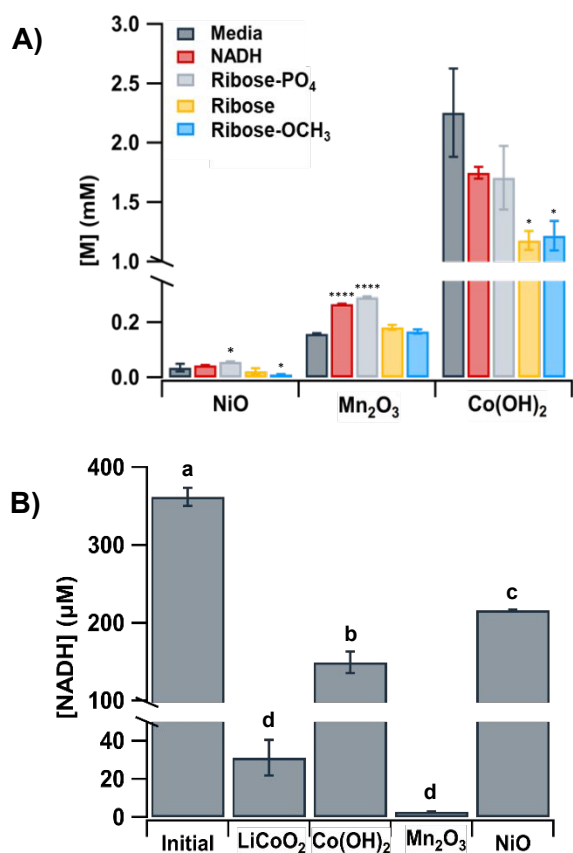 A)
3.0
2.5
2.0
1.5
1.0
0.2
0.0
[M] (mM)
Media
NADH
Ribose-PO₄
Ribose
Ribose-OCH₃
* *
**** ****
* *
NiO Mn₂O₃ Co(OH)₂
B)
400
300
200
100
40
20
0
[NADH] (µM)
a
d
b
d
c
Initial LiCoO₂ Co(OH)₂ Mn₂O₃ NiO